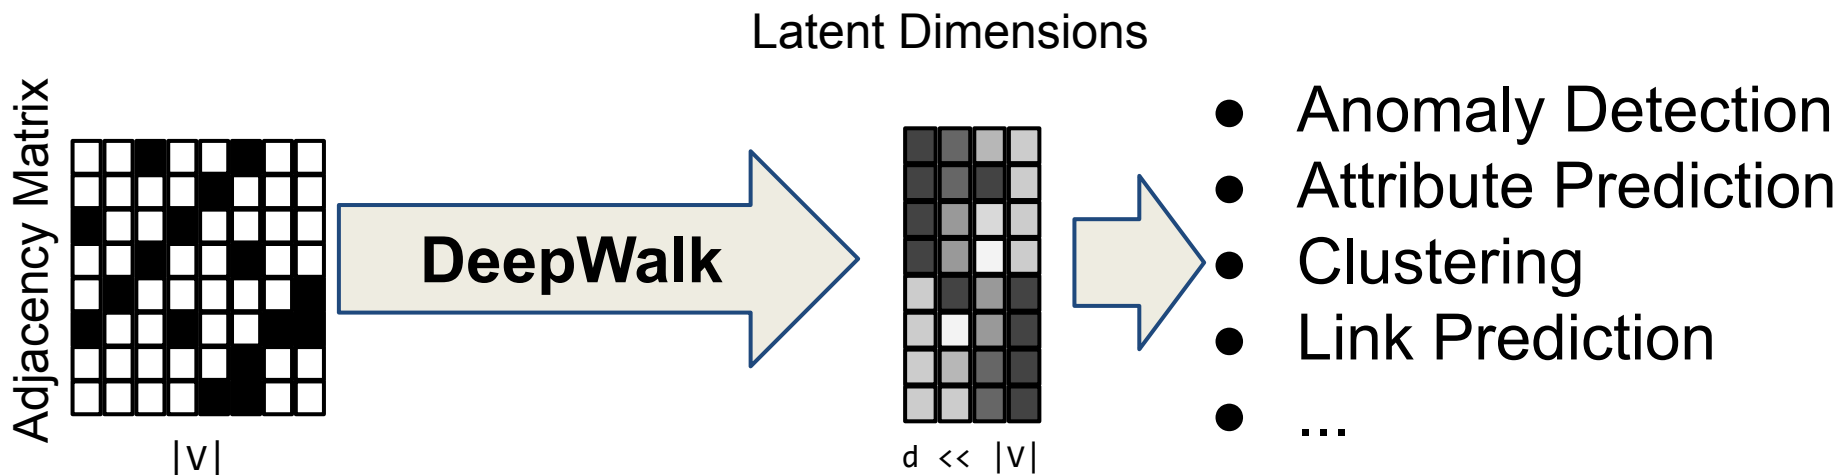 Latent Dimensions
Adjacency Matrix
|V|
DeepWalk
d << |V|
● Anomaly Detection
● Attribute Prediction
● Clustering
● Link Prediction
● ...